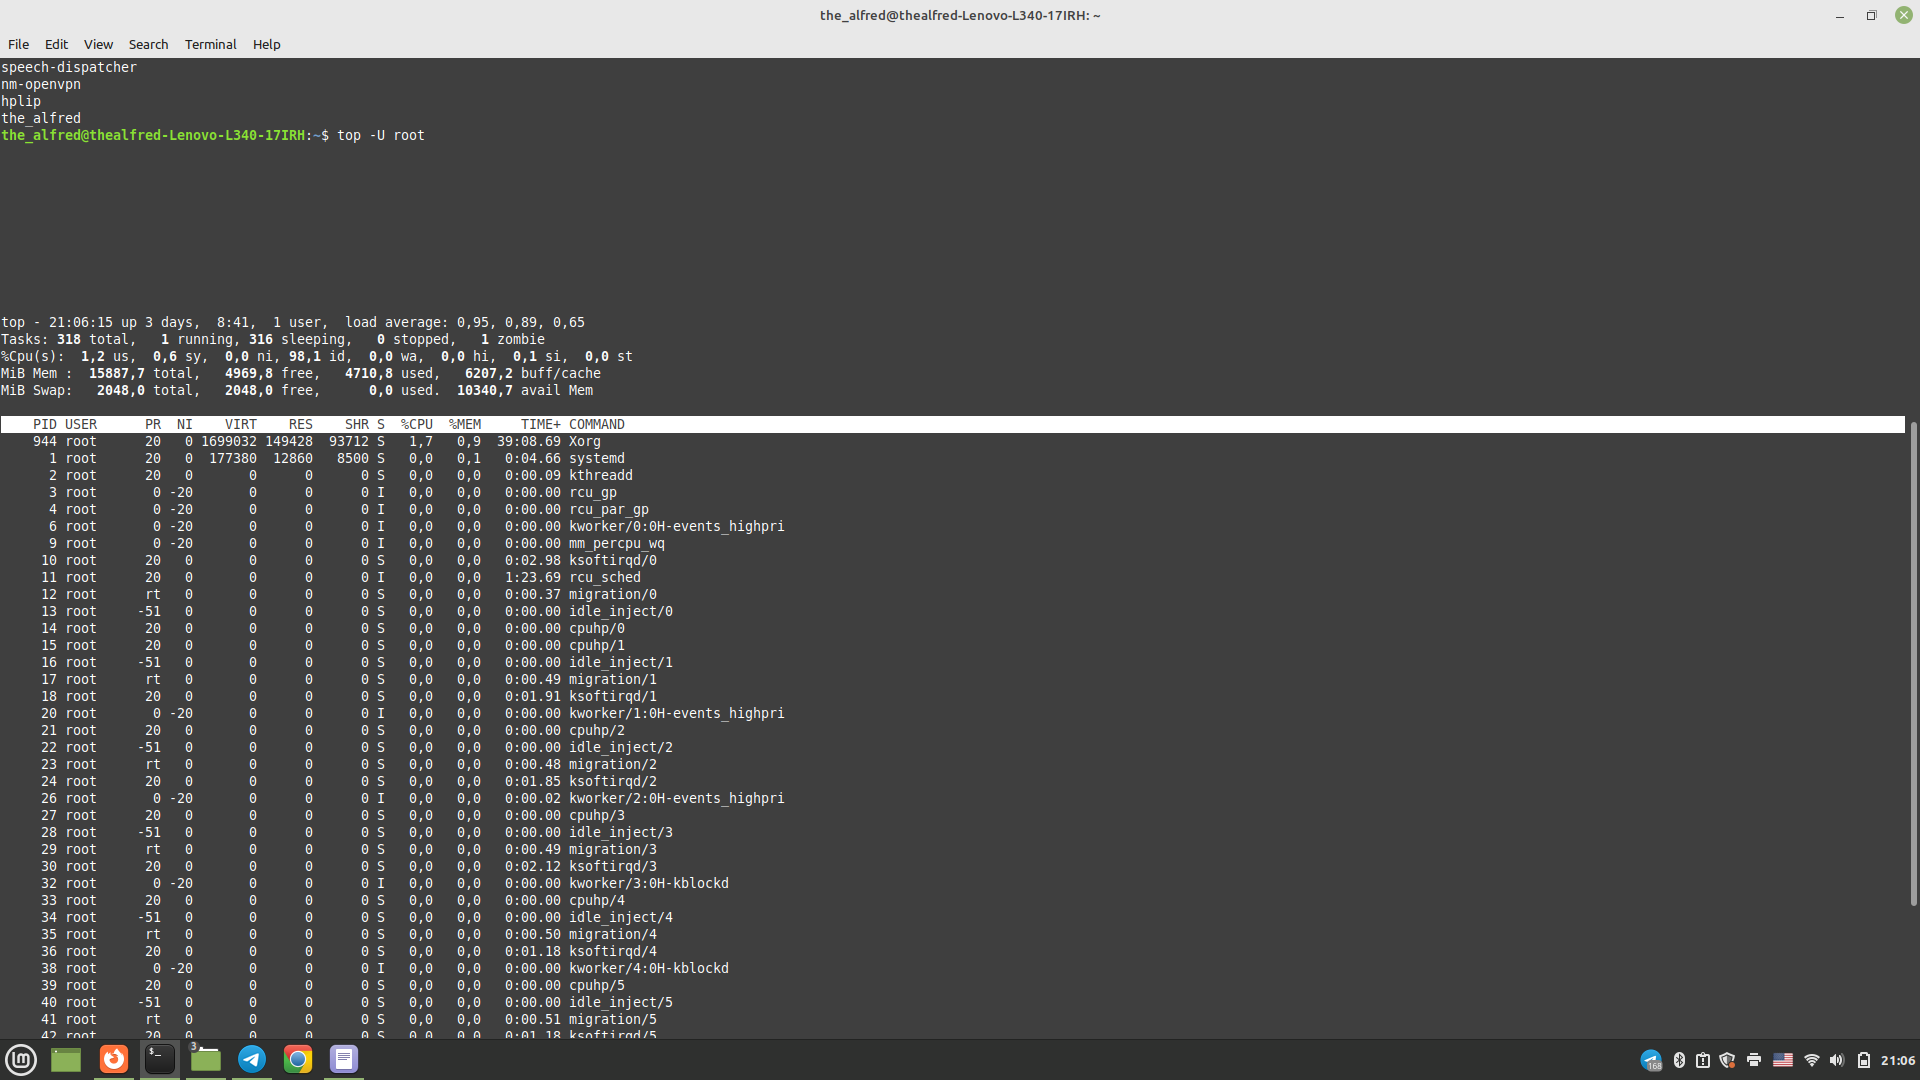 the_alfred@thealfred-Lenovo-L340-17IRH: ~
File Edit View Search Terminal Help
speech-dispatcher
nm-openvpn
hplip
the_alfred
the_alfred@thealfred-Lenovo-L340-17IRH:~$ top -U root
top - 21:06:15 up 3 days,  8:41,  1 user,  load average: 0,95, 0,89, 0,65
Tasks: 318 total,   1 running, 316 sleeping,   0 stopped,   1 zombie
%Cpu(s):  1,2 us,  0,6 sy,  0,0 ni, 98,1 id,  0,0 wa,  0,0 hi,  0,1 si,  0,0 st
MiB Mem :  15887,7 total,   4969,8 free,   4710,8 used,   6207,2 buff/cache
MiB Swap:   2048,0 total,   2048,0 free,      0,0 used.  10340,7 avail Mem
PID USER      PR  NI    VIRT    RES    SHR S  %CPU  %MEM     TIME+ COMMAND
944 root      20   0 1699032 149428  93712 S   1,7   0,9  39:08.69 Xorg
1 root      20   0  177380  12860   8500 S   0,0   0,1   0:04.66 systemd
2 root      20   0       0      0      0 S   0,0   0,0   0:00.09 kthreadd
3 root       0 -20       0      0      0 I   0,0   0,0   0:00.00 rcu_gp
4 root       0 -20       0      0      0 I   0,0   0,0   0:00.00 rcu_par_gp
6 root       0 -20       0      0      0 I   0,0   0,0   0:00.00 kworker/0:0H-events_highpri
9 root       0 -20       0      0      0 I   0,0   0,0   0:00.00 mm_percpu_wq
10 root      20   0       0      0      0 S   0,0   0,0   0:02.98 ksoftirqd/0
11 root      20   0       0      0      0 I   0,0   0,0   1:23.69 rcu_sched
12 root      rt   0       0      0      0 S   0,0   0,0   0:00.37 migration/0
13 root     -51   0       0      0      0 S   0,0   0,0   0:00.00 idle_inject/0
14 root      20   0       0      0      0 S   0,0   0,0   0:00.00 cpuhp/0
15 root      20   0       0      0      0 S   0,0   0,0   0:00.00 cpuhp/1
16 root     -51   0       0      0      0 S   0,0   0,0   0:00.00 idle_inject/1
17 root      rt   0       0      0      0 S   0,0   0,0   0:00.49 migration/1
18 root      20   0       0      0      0 S   0,0   0,0   0:01.91 ksoftirqd/1
20 root       0 -20       0      0      0 I   0,0   0,0   0:00.00 kworker/1:0H-events_highpri
21 root      20   0       0      0      0 S   0,0   0,0   0:00.00 cpuhp/2
22 root     -51   0       0      0      0 S   0,0   0,0   0:00.00 idle_inject/2
23 root      rt   0       0      0      0 S   0,0   0,0   0:00.48 migration/2
24 root      20   0       0      0      0 S   0,0   0,0   0:01.85 ksoftirqd/2
26 root       0 -20       0      0      0 I   0,0   0,0   0:00.02 kworker/2:0H-events_highpri
27 root      20   0       0      0      0 S   0,0   0,0   0:00.00 cpuhp/3
28 root     -51   0       0      0      0 S   0,0   0,0   0:00.00 idle_inject/3
29 root      rt   0       0      0      0 S   0,0   0,0   0:00.49 migration/3
30 root      20   0       0      0      0 S   0,0   0,0   0:02.12 ksoftirqd/3
32 root       0 -20       0      0      0 I   0,0   0,0   0:00.00 kworker/3:0H-kblockd
33 root      20   0       0      0      0 S   0,0   0,0   0:00.00 cpuhp/4
34 root     -51   0       0      0      0 S   0,0   0,0   0:00.00 idle_inject/4
35 root      rt   0       0      0      0 S   0,0   0,0   0:00.50 migration/4
36 root      20   0       0      0      0 S   0,0   0,0   0:01.18 ksoftirqd/4
38 root       0 -20       0      0      0 I   0,0   0,0   0:00.00 kworker/4:0H-kblockd
39 root      20   0       0      0      0 S   0,0   0,0   0:00.00 cpuhp/5
40 root     -51   0       0      0      0 S   0,0   0,0   0:00.00 idle_inject/5
41 root      rt   0       0      0      0 S   0,0   0,0   0:00.51 migration/5
42 root      20   0       0      0      0 S   0,0   0,0   0:01.18 ksoftirqd/5
$_ 3 168 21:06